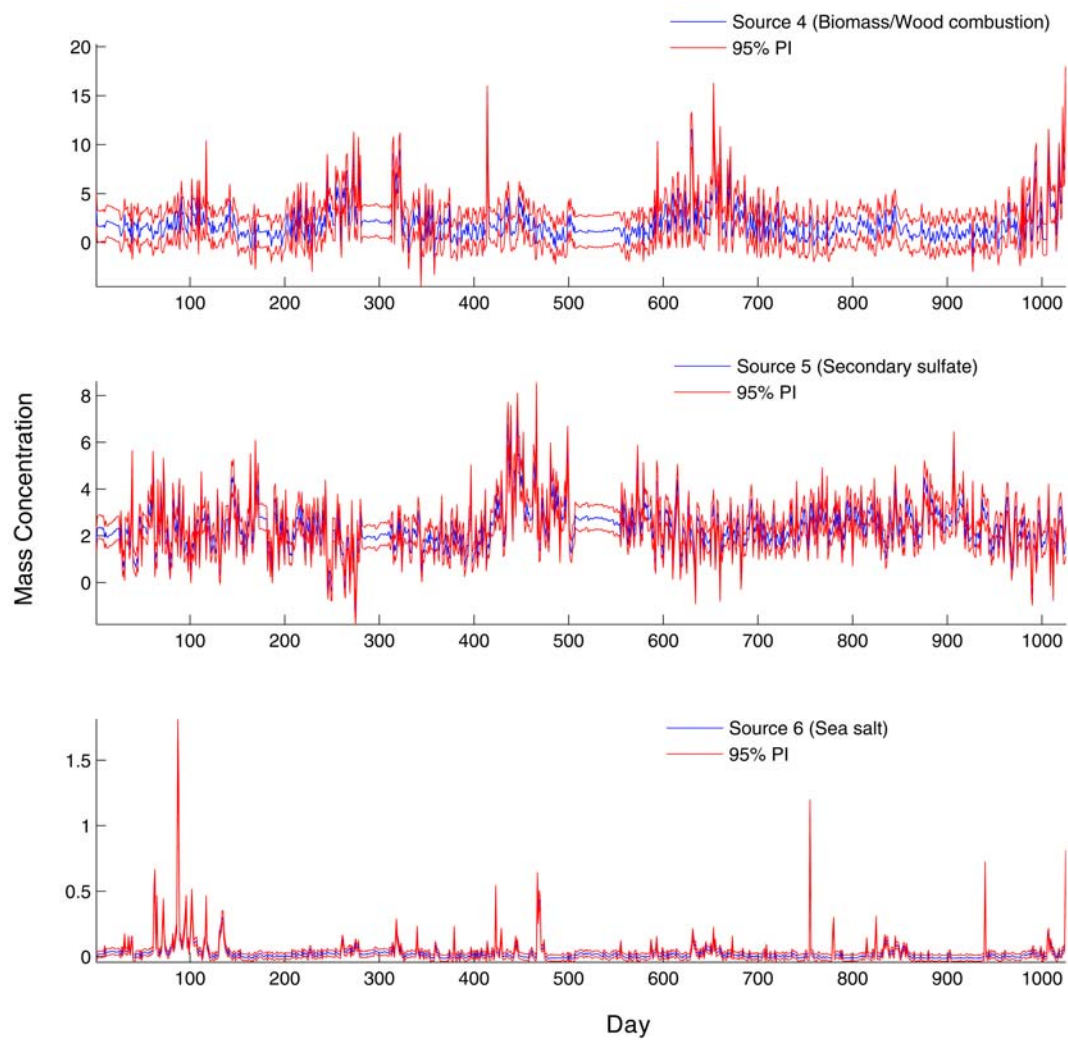 Source 4 (Biomass/Wood combustion)
95% PI
20
15
10
5
0
100 200 300 400 500 600 700 800 900 1000
Source 5 (Secondary sulfate)
95% PI
8
6
4
2
0
100 200 300 400 500 600 700 800 900 1000
Mass Concentration
Source 6 (Sea salt)
95% PI
1.5
1
0.5
0
100 200 300 400 500 600 700 800 900 1000
Day